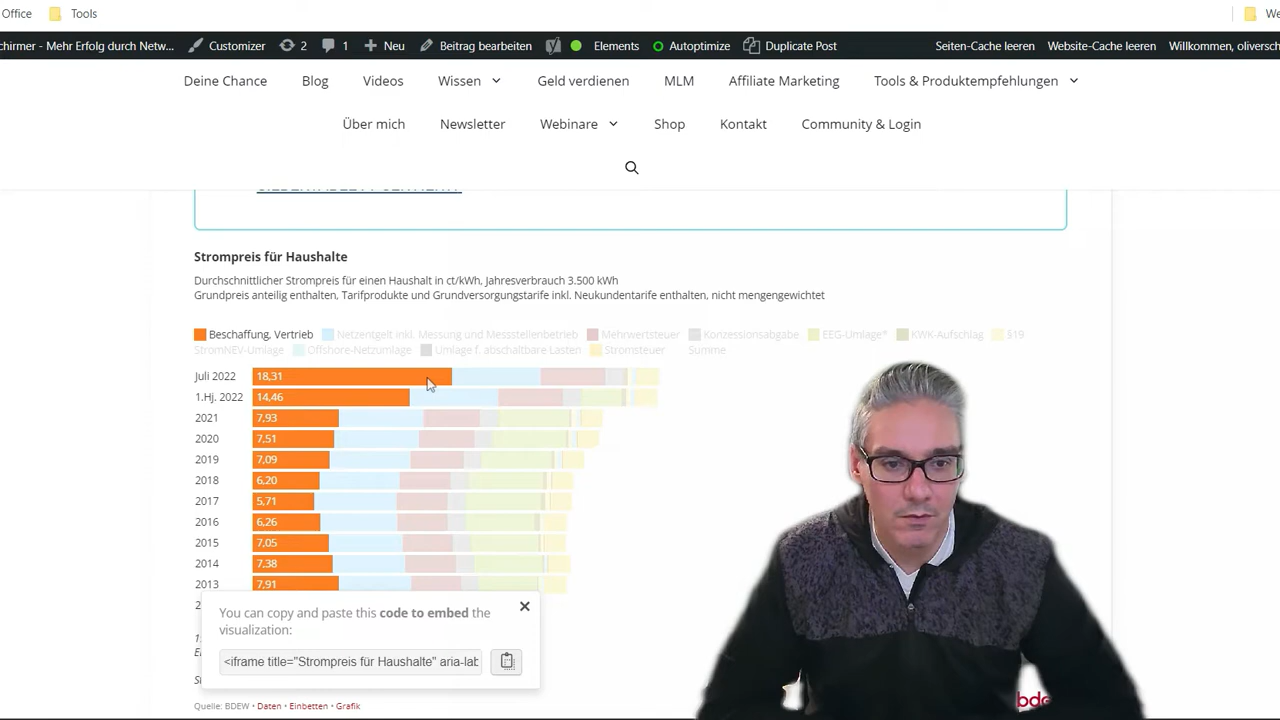 Office Tools We
chirmer - Mehr Erfolg durch Netw... Customizer 2 1 Neu Beitrag bearbeiten Elements Autoptimize Duplicate Post Seiten-Cache leeren Website-Cache leeren Willkommen, oliversch
Deine Chance Blog Videos Wissen Geld verdienen MLM Affiliate Marketing Tools & Produktempfehlungen
Über mich Newsletter Webinare Shop Kontakt Community & Login
Strompreis für Haushalte
Durchschnittlicher Strompreis für einen Haushalt in ct/kWh, Jahresverbrauch 3.500 kWh
Grundpreis anteilig enthalten, Tarifprodukte und Grundversorgungstarife inkl. Neukundentarife enthalten, nicht mengengewichtet
Beschaffung, Vertrieb Netzentgelt inkl. Messung und Messstellenbetrieb Mehrwertsteuer Konzessionsabgabe EEG-Umlage* KWK-Aufschlag §19
StromNEV-Umlage Offshore-Netzumlage Umlage f. abschaltbare Lasten Stromsteuer Summe
Juli 2022 18,31
1.Hj. 2022 14,46
2021 7,93
2020 7,51
2019 7,09
2018 6,20
2017 5,71
2016 6,26
2015 7,05
2014 7,38
2013 7,91
You can copy and paste this code to embed the
visualization:
<iframe title="Strompreis für Haushalte" aria-lab
Quelle: BDEW • Daten • Einbetten • Grafik